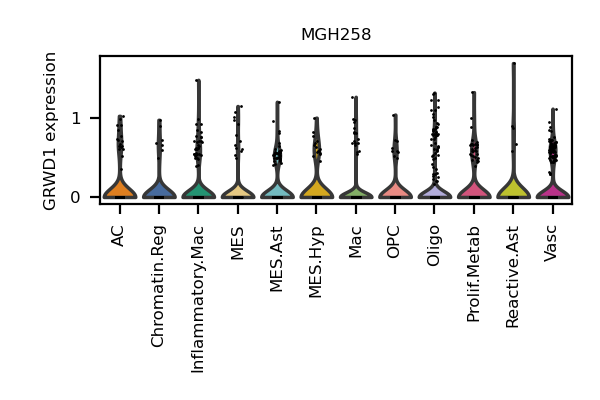 MGH258
GRWD1 expression
1
0
AC
Chromatin.Reg
Inflammatory.Mac
MES
MES.Ast
MES.Hyp
Mac
OPC
Oligo
Prolif.Metab
Reactive.Ast
Vasc